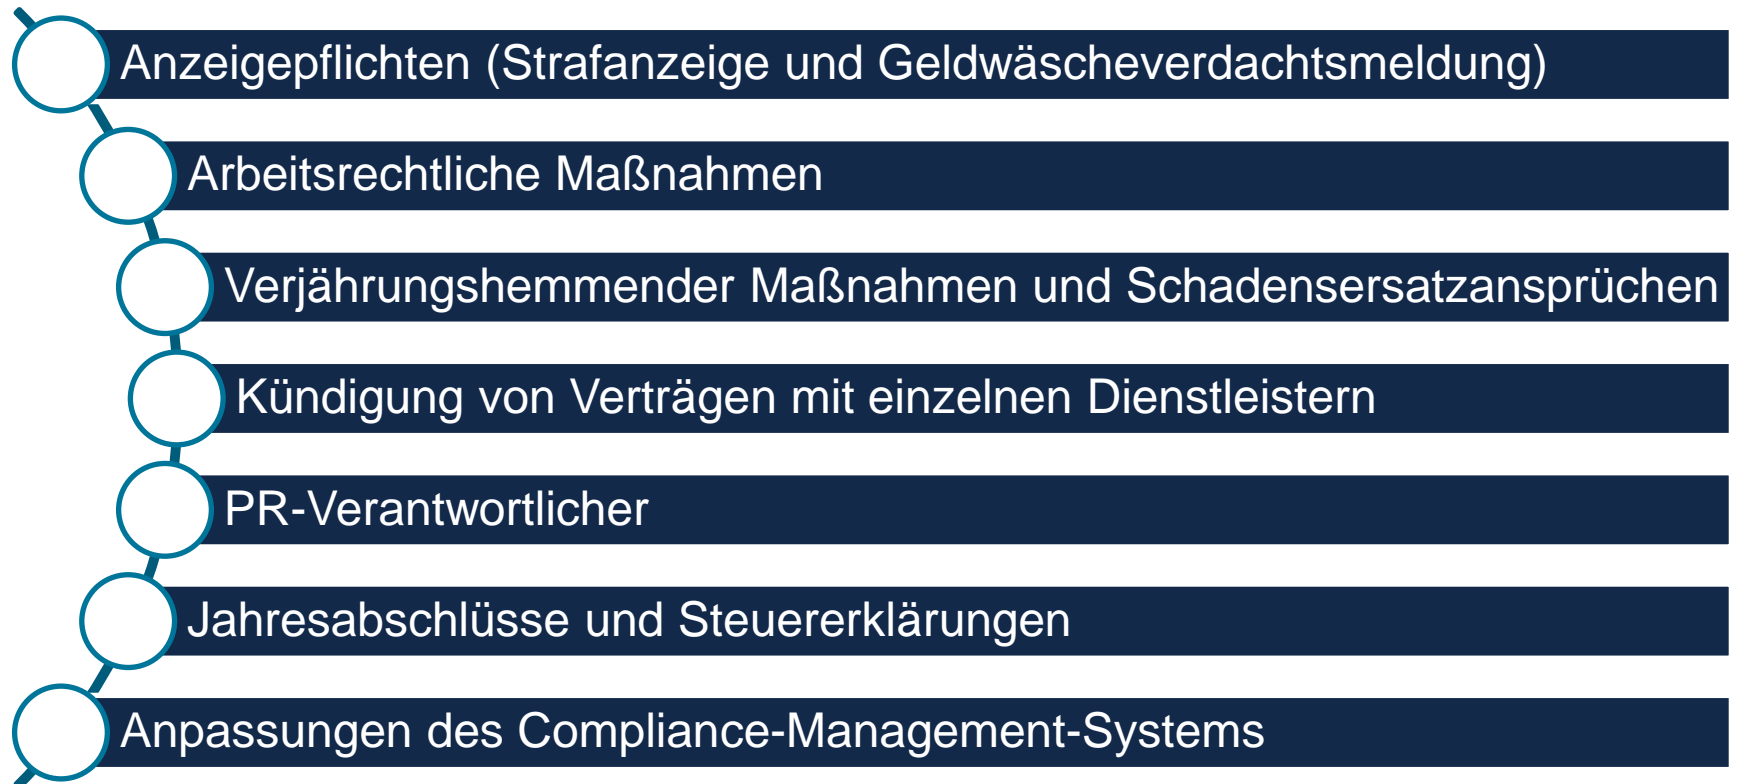 Anzeigepflichten (Strafanzeige und Geldwäscheverdachtsmeldung)
Arbeitsrechtliche Maßnahmen
Verjährungshemmender Maßnahmen und Schadensersatzansprüchen
Kündigung von Verträgen mit einzelnen Dienstleistern
PR-Verantwortlicher
Jahresabschlüsse und Steuererklärungen
Anpassungen des Compliance-Management-Systems